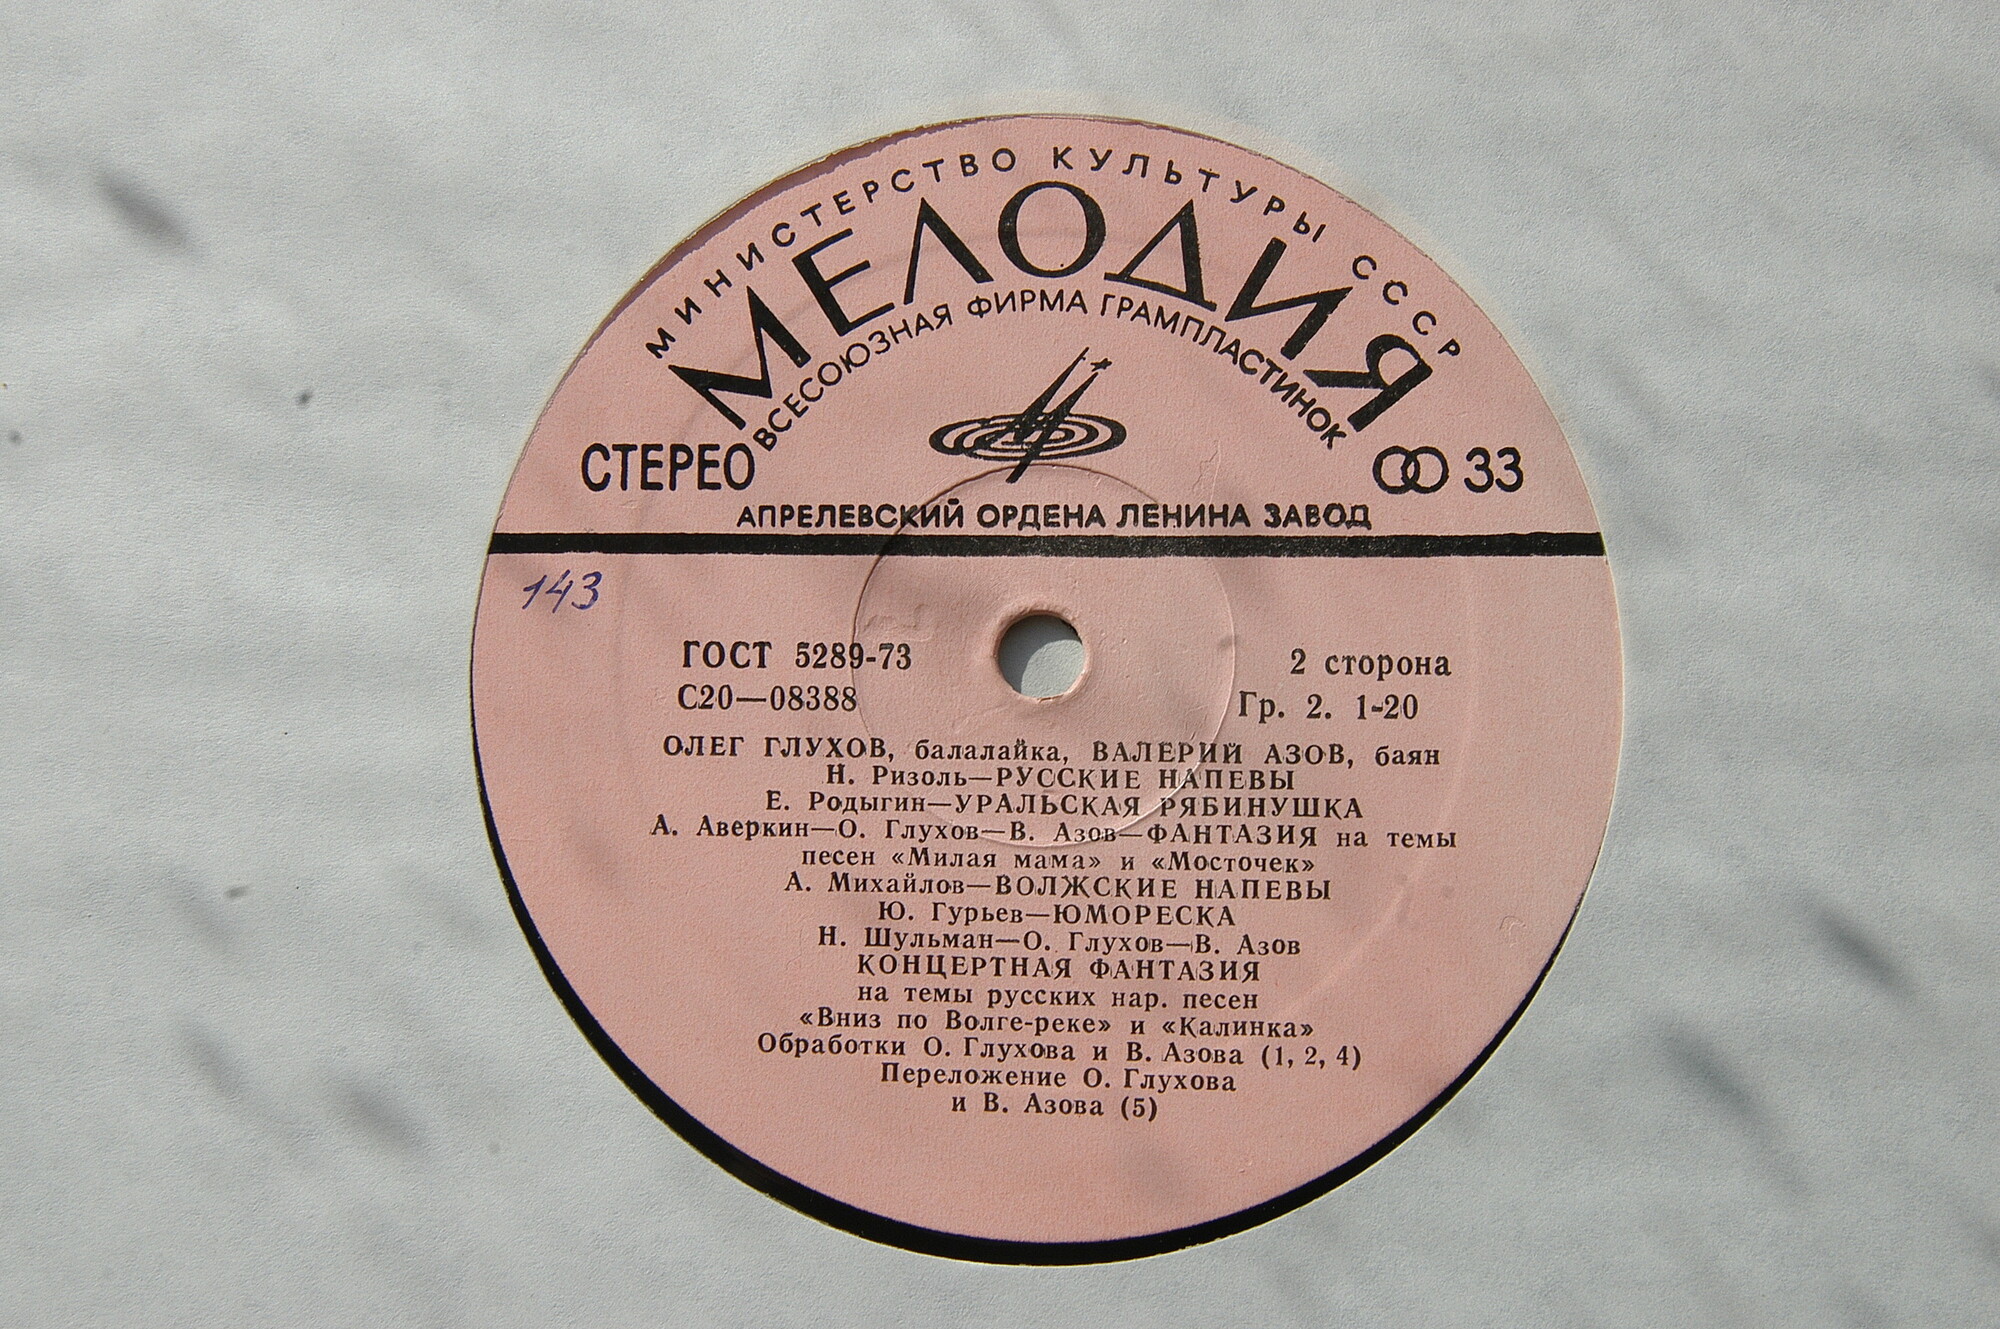 МИНИСТЕРСТВО КУЛЬТУРЫ СССР
МЕЛОДИЯ
ВСЕСОЮЗНАЯ ФИРМА ГРАМПЛАСТИНОК
СТЕРЕО
33
АПРЕЛЕВСКИЙ ОРДЕНА ЛЕНИНА ЗАВОД
143
ГОСТ 5289-73
2 сторона
С20—08388
Гр. 2. 1-20
ОЛЕГ ГЛУХОВ, балалайка, ВАЛЕРИЙ АЗОВ, баян
Н. Ризоль—РУССКИЕ НАПЕВЫ
Е. Родыгин—УРАЛЬСКАЯ РЯБИНУШКА
А. Аверкин—О. Глухов—В. Азов—ФАНТАЗИЯ на темы
песен «Милая мама» и «Мосточек»
А. Михайлов—ВОЛЖСКИЕ НАПЕВЫ
Ю. Гурьев—ЮМОРЕСКА
Н. Шульман—О. Глухов—В. Азов
КОНЦЕРТНАЯ ФАНТАЗИЯ
на темы русских нар. песен
«Вниз по Волге-реке» и «Калинка»
Обработки О. Глухова и В. Азова (1, 2, 4)
Переложение О. Глухова
и В. Азова (5)